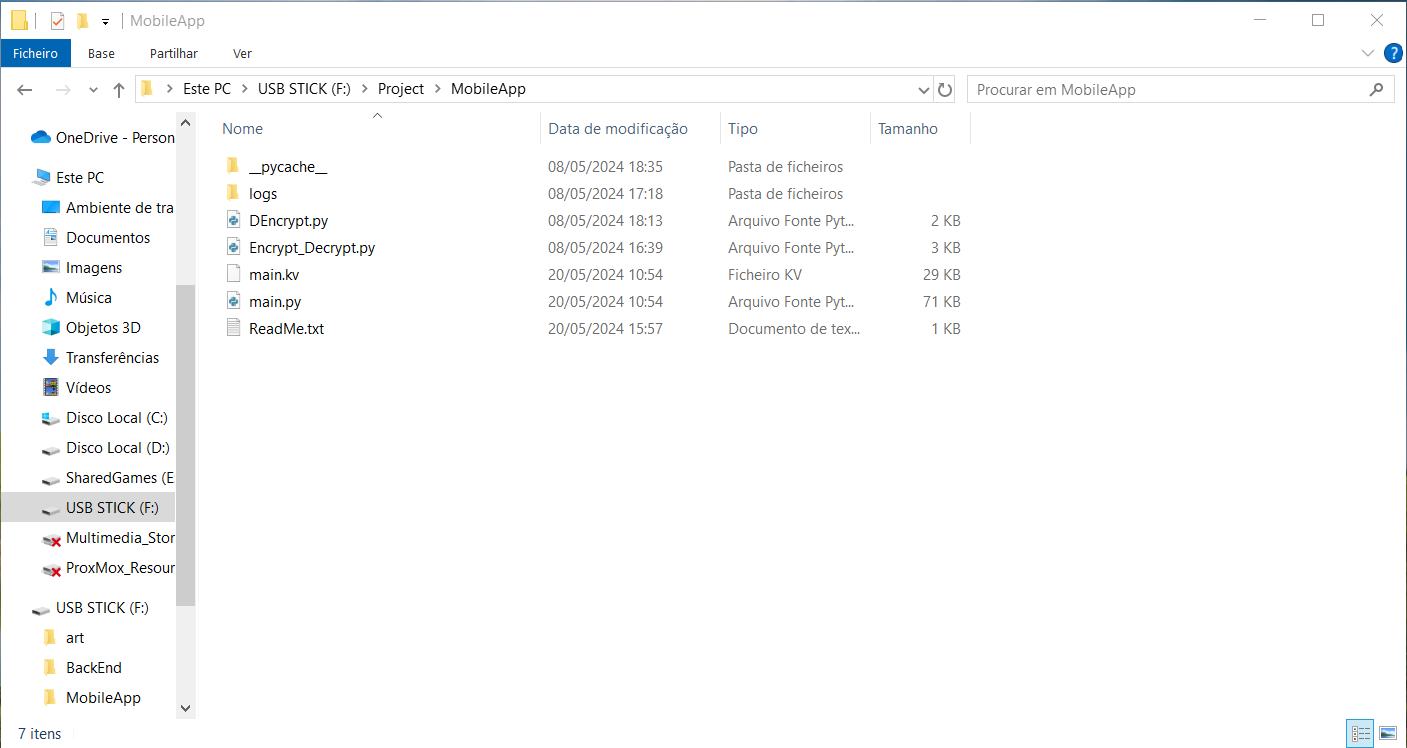 MobileApp
Ficheiro Base Partilhar Ver
Este PC USB STICK (F:) Project MobileApp
Procurar em MobileApp
OneDrive - Person
Este PC
Ambiente de tra
Documentos
Imagens
Música
Objetos 3D
Transferências
Vídeos
Disco Local (C:)
Disco Local (D:)
SharedGames (E
USB STICK (F:)
Multimedia_Stor
ProxMox_Resour
USB STICK (F:)
art
BackEnd
MobileApp
Nome Data de modificação Tipo Tamanho
__pycache__ 08/05/2024 18:35 Pasta de ficheiros
logs 08/05/2024 17:18 Pasta de ficheiros
DEncrypt.py 08/05/2024 18:13 Arquivo Fonte Pyt... 2 KB
Encrypt_Decrypt.py 08/05/2024 16:39 Arquivo Fonte Pyt... 3 KB
main.kv 20/05/2024 10:54 Ficheiro KV 29 KB
main.py 20/05/2024 10:54 Arquivo Fonte Pyt... 71 KB
ReadMe.txt 20/05/2024 15:57 Documento de tex... 1 KB
7 itens